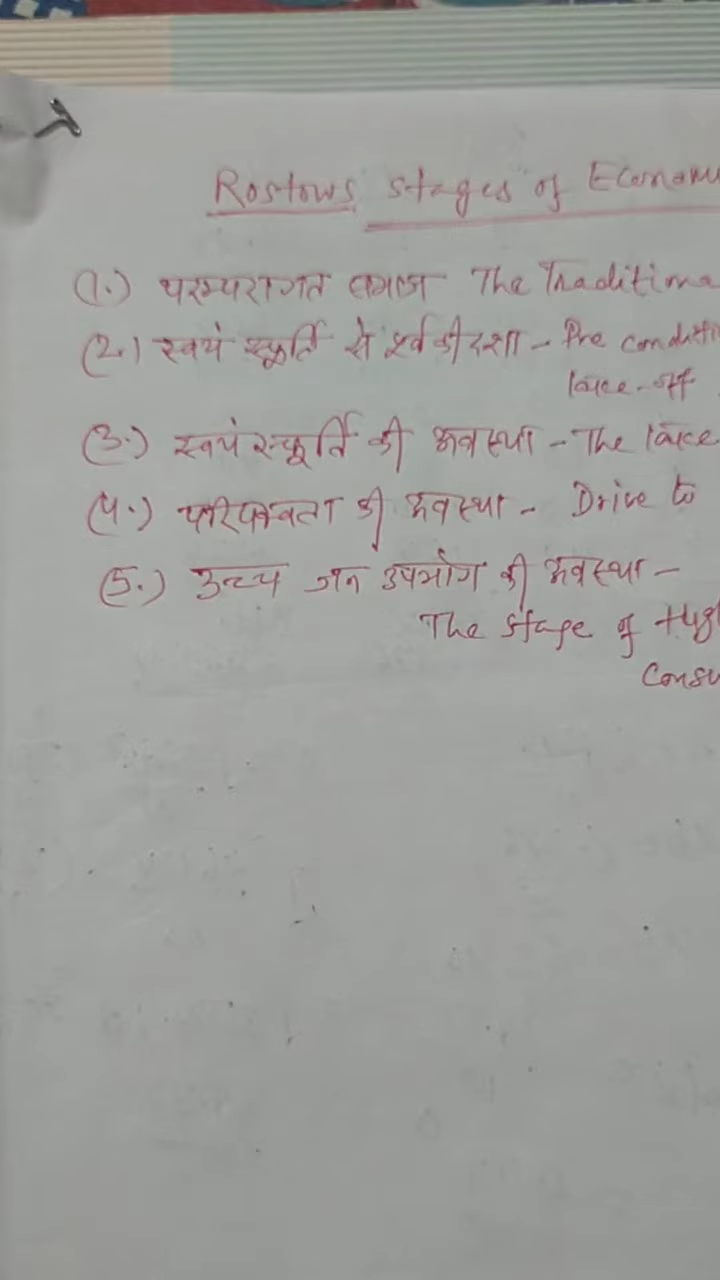 Rostows stages of Econom
(1.) परम्परागत समाज The Traditiona
(2.) स्वयं स्फूर्ति से पूर्व की दशा - Pre conditi
take-off
(3.) स्वयं स्फूर्ति की अवस्था - The take
(4.) परिपक्वता की अवस्था - Drive to
(5.) उच्च जन उपभोग की अवस्था -
The stage of High
Consu